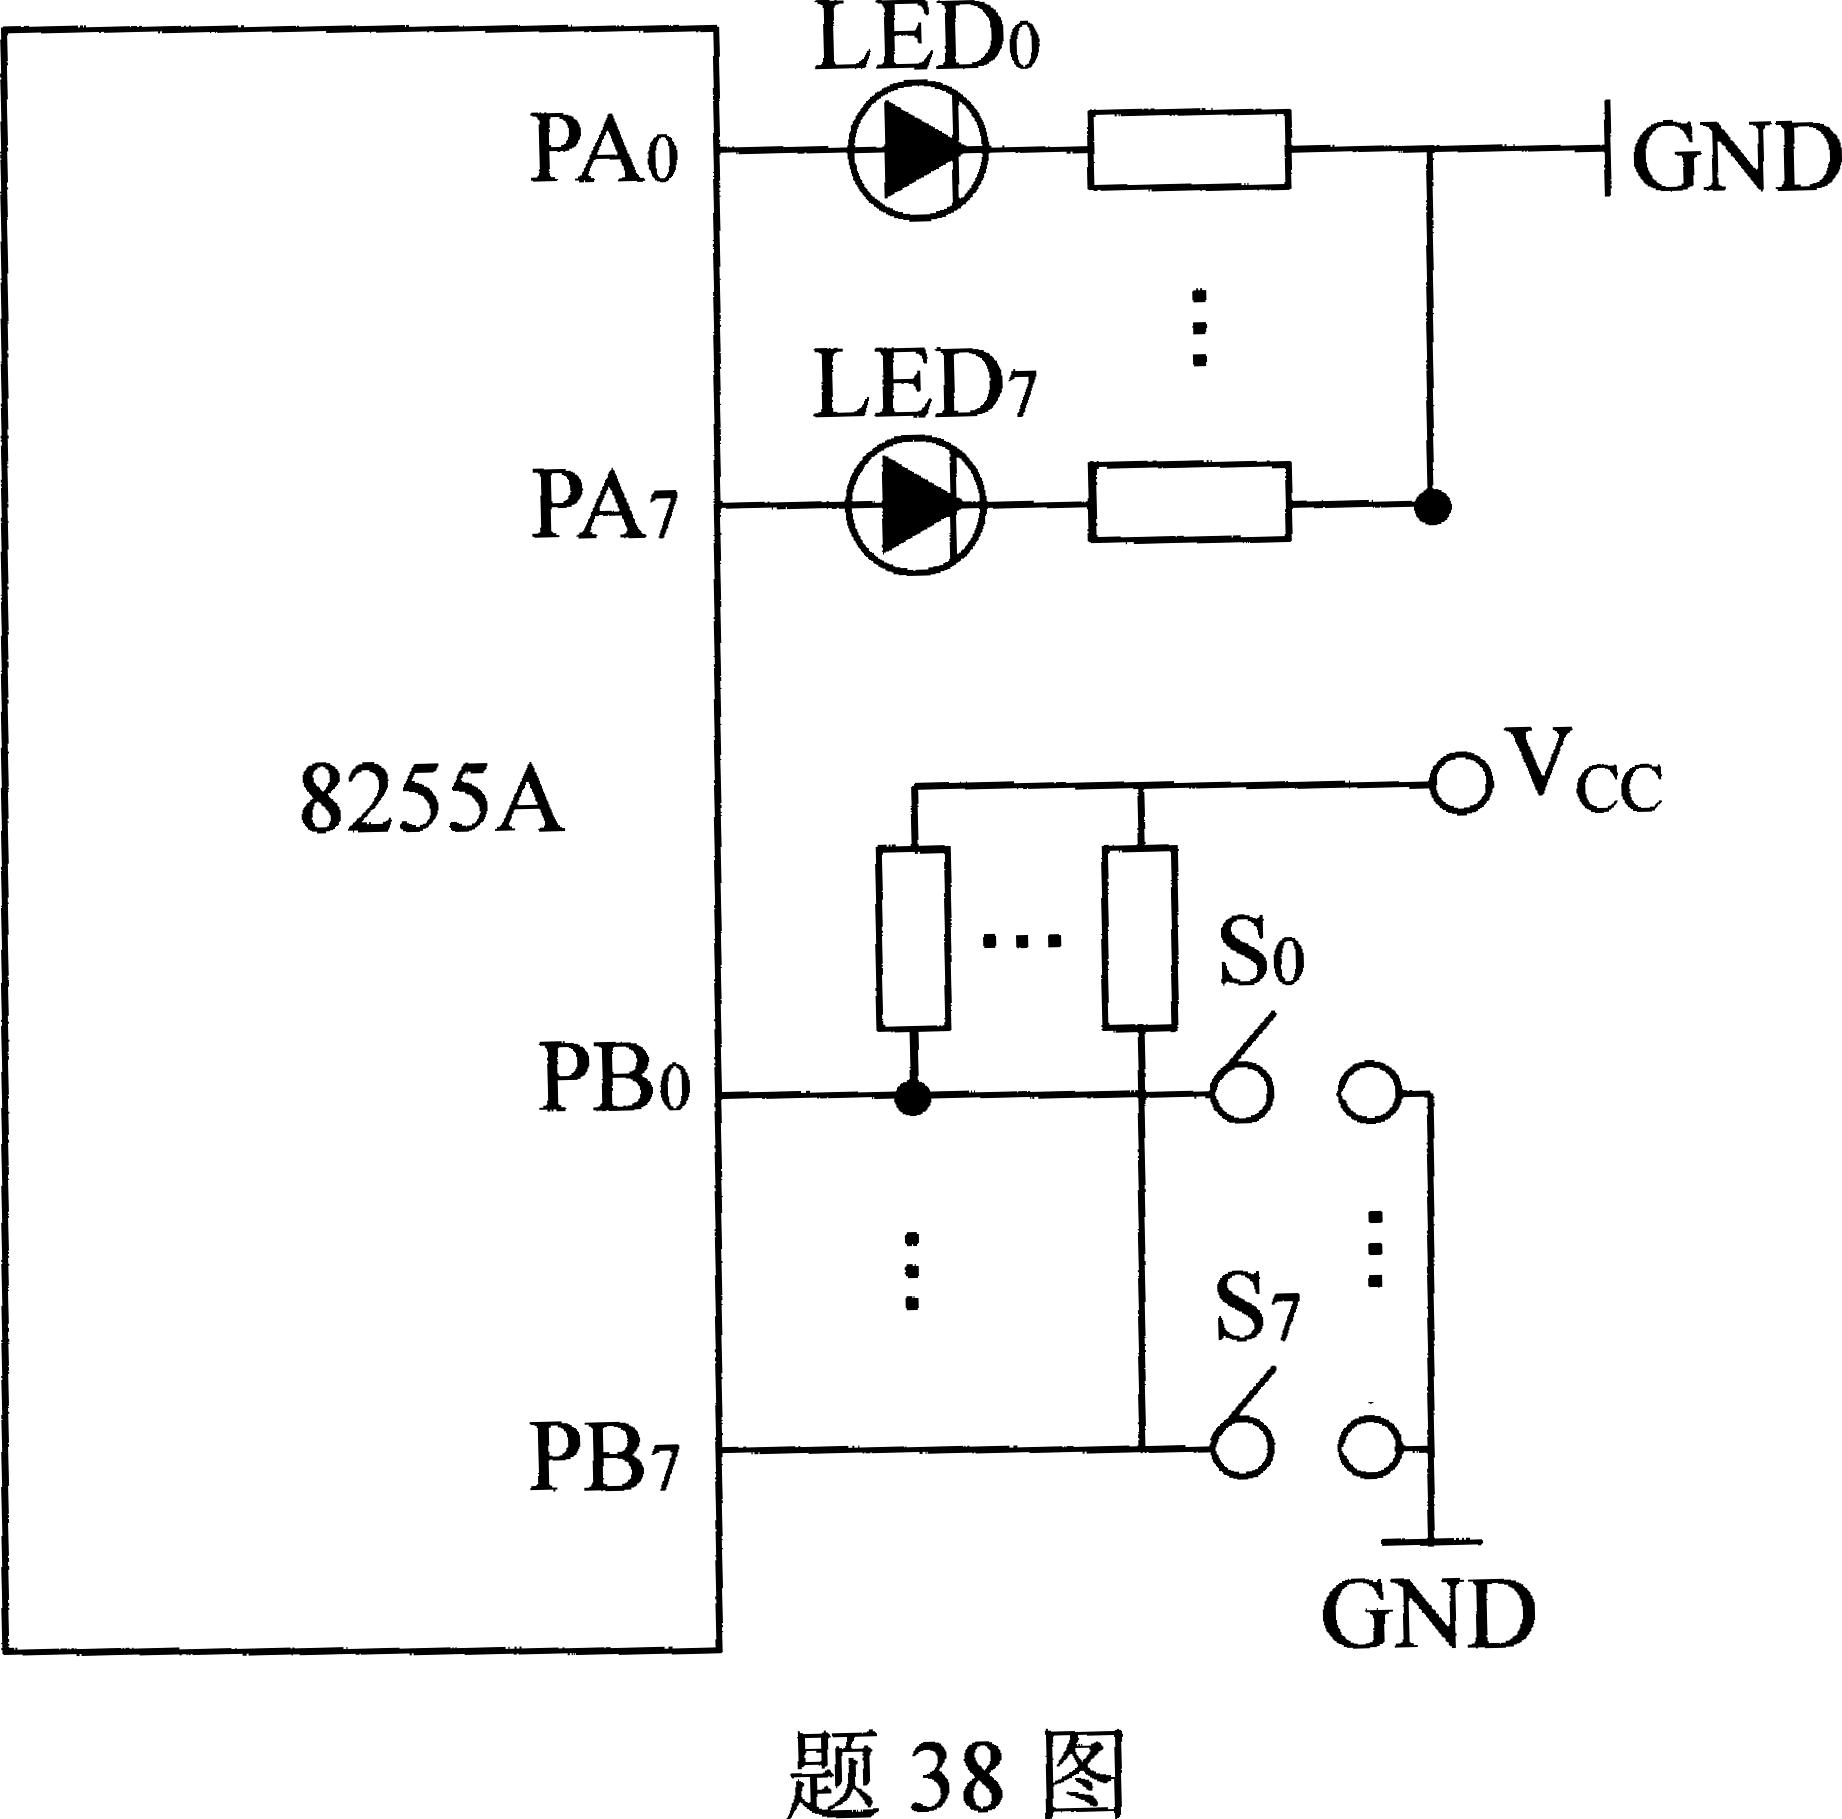 LED0
PA0
GND
LED7
PA7
VCC
8255A
S0
PB0
S7
PB7
GND
题 38 图